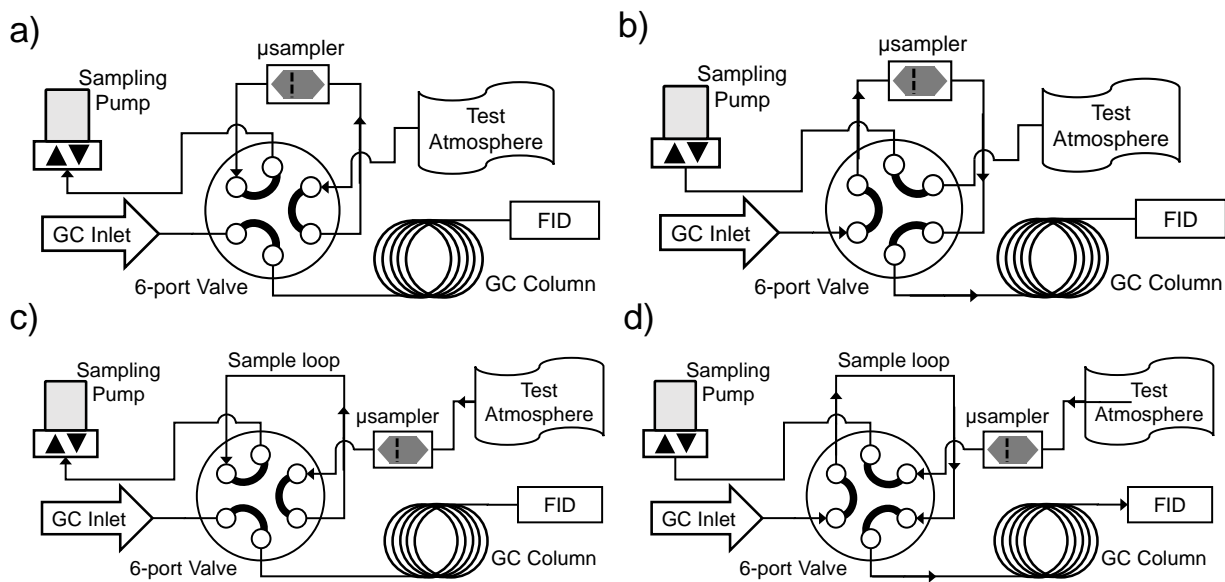 a)
µsampler
Sampling
Pump
Test
Atmosphere
GC Inlet
FID
6-port Valve
GC Column
b)
µsampler
Sampling
Pump
Test
Atmosphere
GC Inlet
FID
6-port Valve
GC Column
c)
Sample loop
Sampling
Pump
µsampler
Test
Atmosphere
GC Inlet
FID
6-port Valve
GC Column
d)
Sample loop
Sampling
Pump
µsampler
Test
Atmosphere
GC Inlet
FID
6-port Valve
GC Column